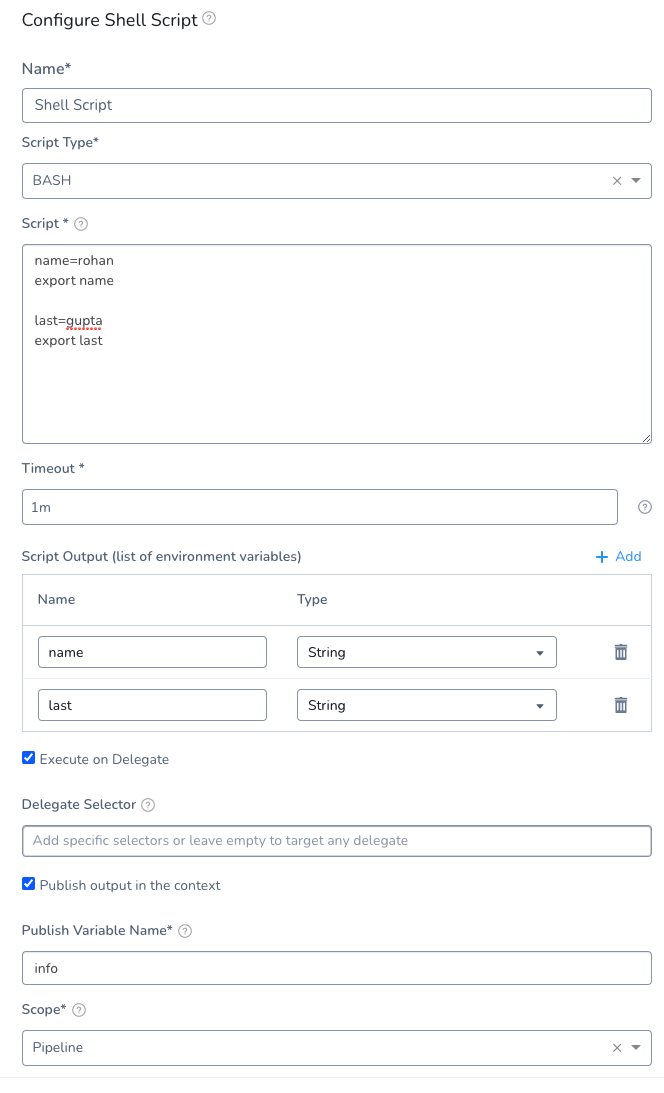 Configure Shell Script ?
Name*
Shell Script
Script Type*
BASH
Script * ?
name=rohan
export name
last=gupta
export last
Timeout *
1m
?
Script Output (list of environment variables)
+ Add
Name Type
name String
last String
Execute on Delegate
Delegate Selector ?
Add specific selectors or leave empty to target any delegate
Publish output in the context
Publish Variable Name* ?
info
Scope* ?
Pipeline